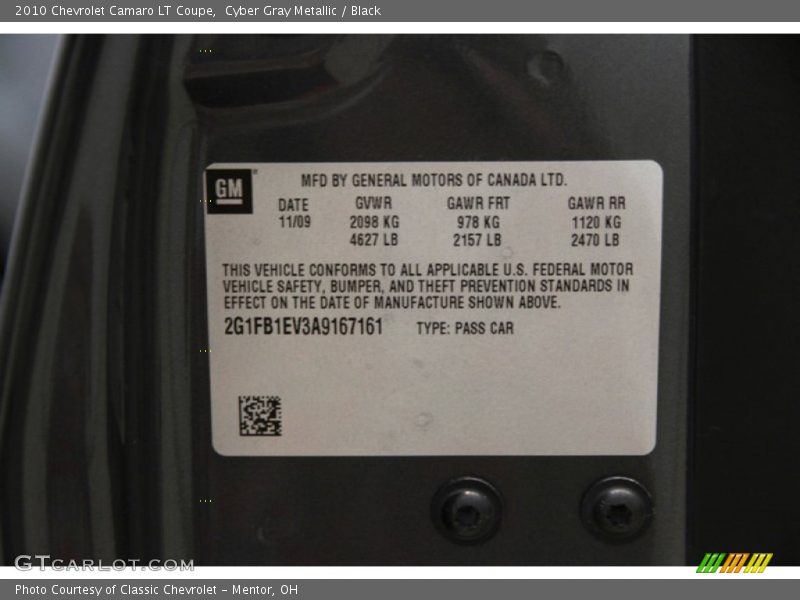 2010 Chevrolet Camaro LT Coupe,  Cyber Gray Metallic / Black
GM
MFD BY GENERAL MOTORS OF CANADA LTD.
DATE GVWR GAWR FRT GAWR RR
11/09 2098 KG 978 KG 1120 KG
4627 LB 2157 LB 2470 LB
THIS VEHICLE CONFORMS TO ALL APPLICABLE U.S. FEDERAL MOTOR
VEHICLE SAFETY, BUMPER, AND THEFT PREVENTION STANDARDS IN
EFFECT ON THE DATE OF MANUFACTURE SHOWN ABOVE.
2G1FB1EV3A9167161 TYPE: PASS CAR
GTCARLOT.COM
Photo Courtesy of Classic Chevrolet - Mentor, OH